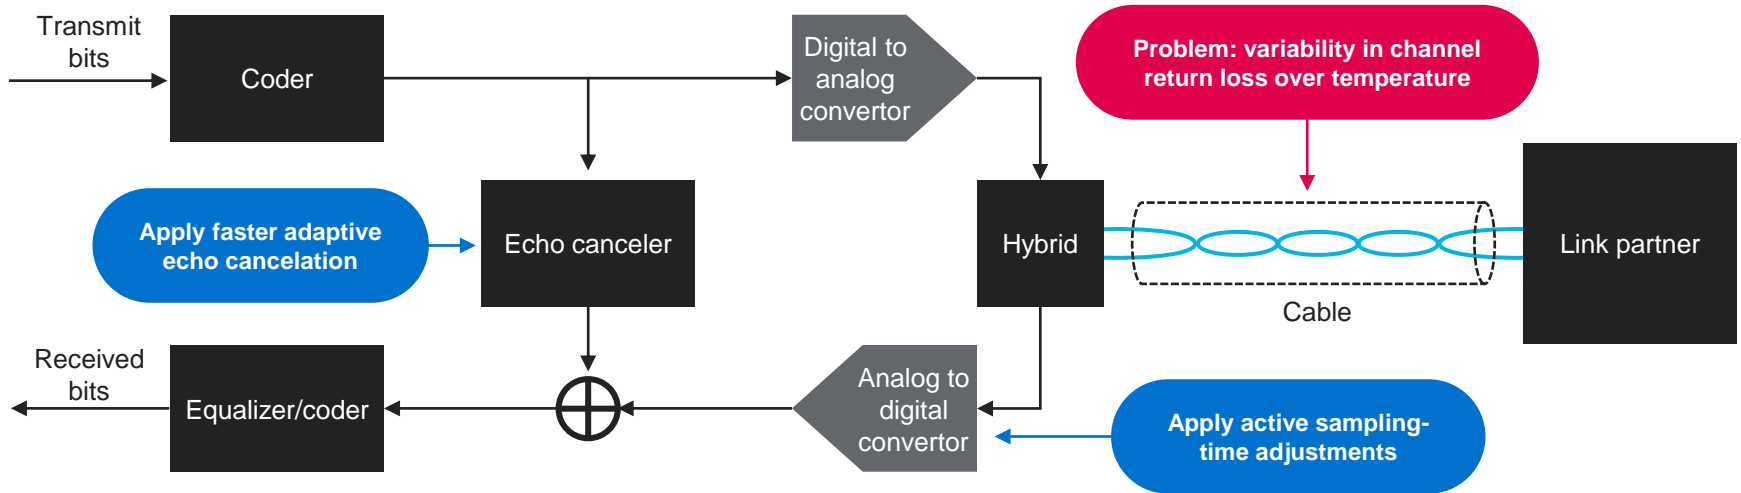 Transmit
bits
Coder
Digital to
analog
convertor
Problem: variability in channel
return loss over temperature
Apply faster adaptive
echo cancelation
Echo canceler
Hybrid
Cable
Link partner
Received
bits
Equalizer/coder
Analog to
digital
convertor
Apply active sampling-
time adjustments